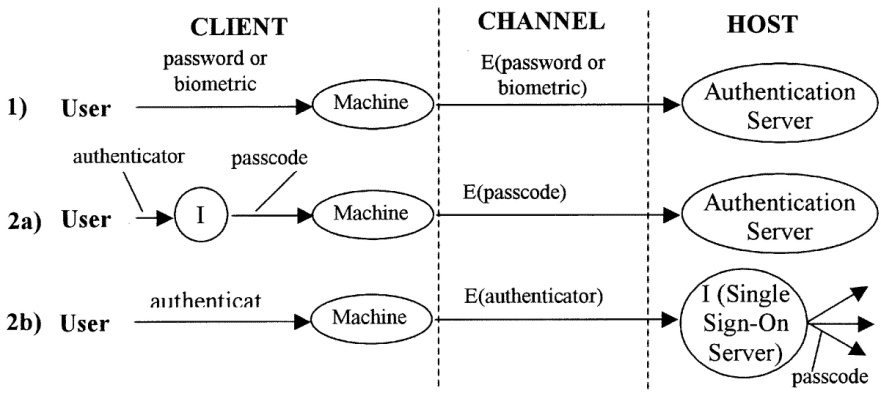 CLIENT
CHANNEL
HOST
password or
biometric
E(password or
biometric)
1)
User
Machine
Authentication
Server
authenticator
passcode
2a)
User
I
Machine
E(passcode)
Authentication
Server
2b)
User
authenticat
Machine
E(authenticator)
I (Single
Sign-On
Server)
passcode